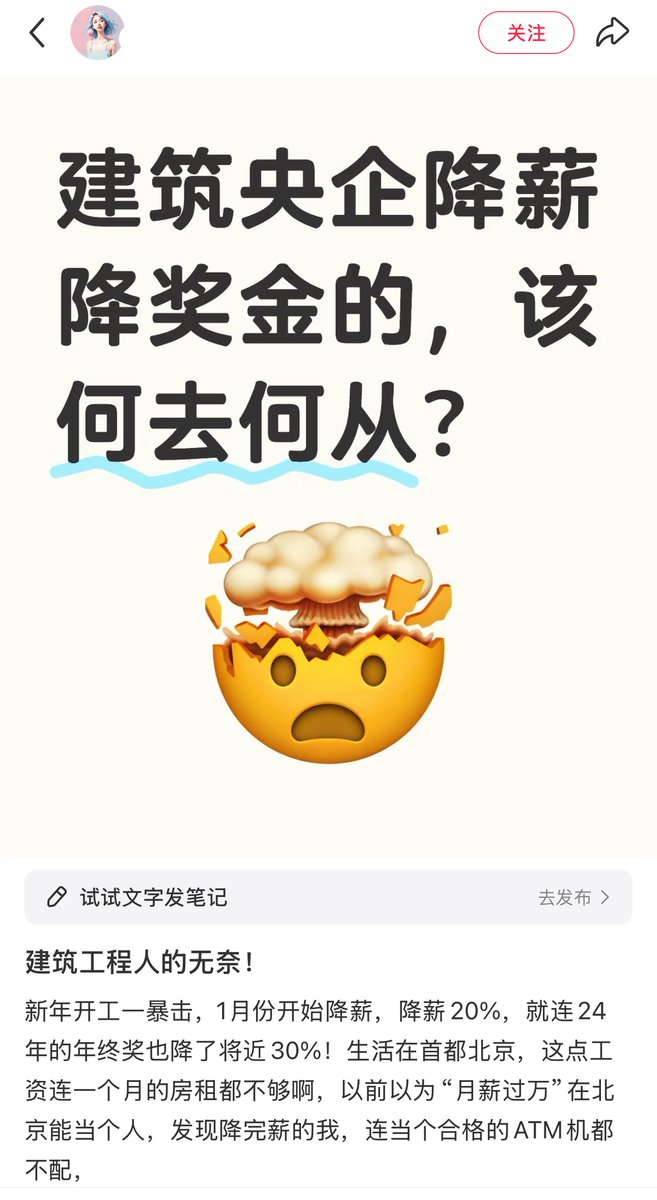 关注
建筑央企降薪
降奖金的，该
何去何从？
试试文字发笔记
去发布
建筑工程人的无奈！
新年开工一暴击，1月份开始降薪，降薪20%，就连24
年的年终奖也降了将近30%！生活在首都北京，这点工
资连一个月的房租都不够啊，以前以为“月薪过万”在北
京能当个人，发现降完薪的我，连当个合格的ATM机都
不配，